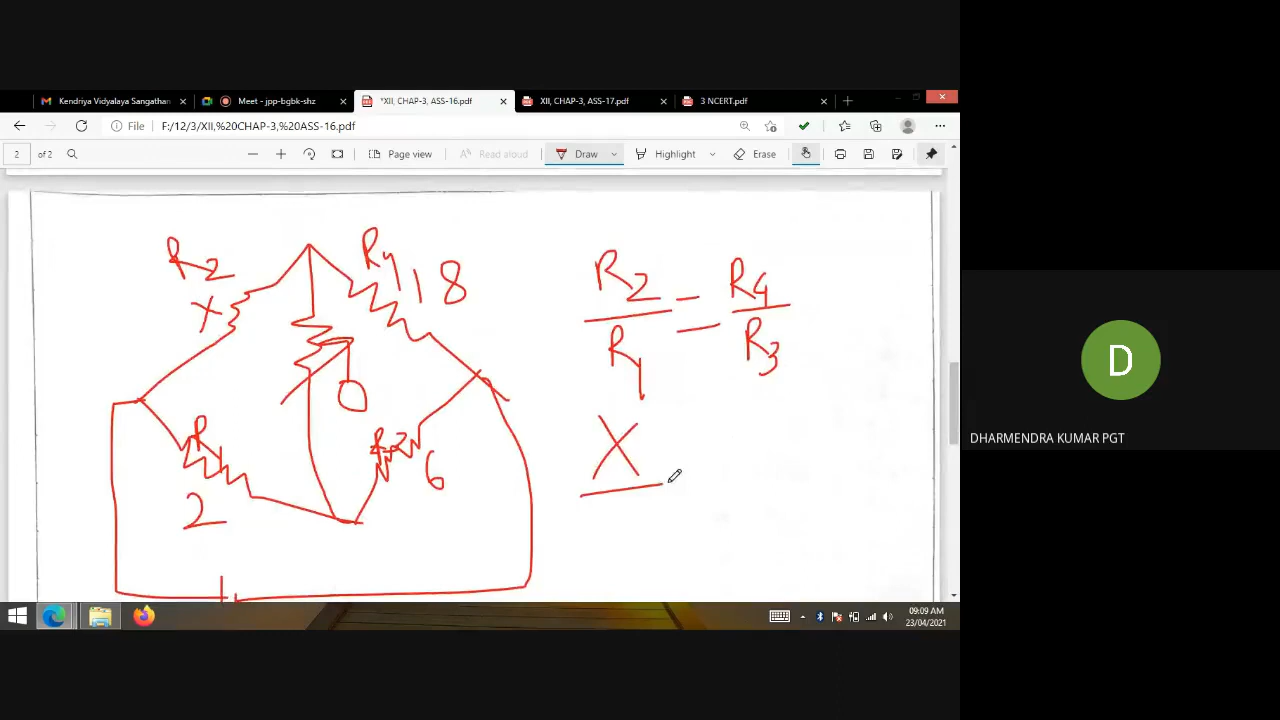 Kendriya Vidyalaya Sangathan
Meet - jpp-bgbk-shz
*XII, CHAP-3, ASS-16.pdf
XII, CHAP-3, ASS-17.pdf
3 NCERT.pdf
File
F:/12/3/XII,%20CHAP-3,%20ASS-16.pdf
2 of 2
Page view
Read aloud
Draw
Highlight
Erase
R2
X
R4
18
R2
R1
=
R4
R3
R1
2
6
X
D
DHARMENDRA KUMAR PGT
09:09 AM
23/04/2021